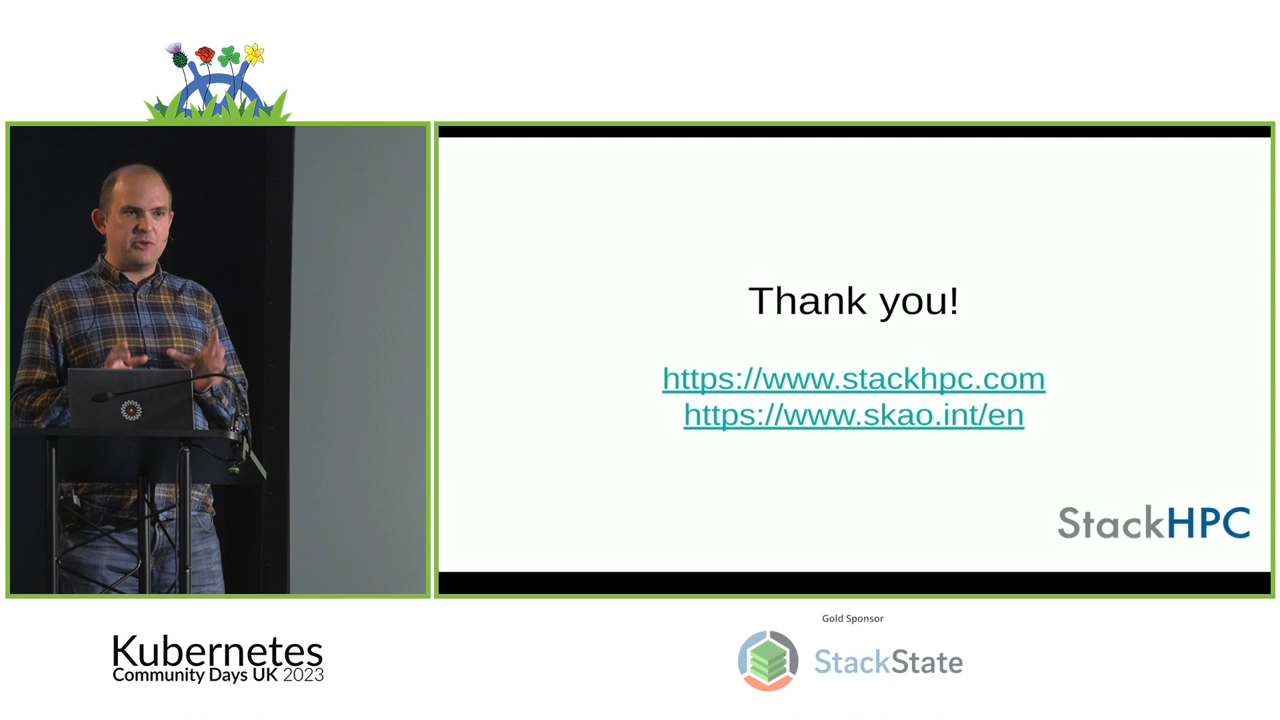 Thank you!
https://www.stackhpc.com
https://www.skao.int/en
StackHPC
Gold Sponsor
Kubernetes
Community Days UK 2023
StackState